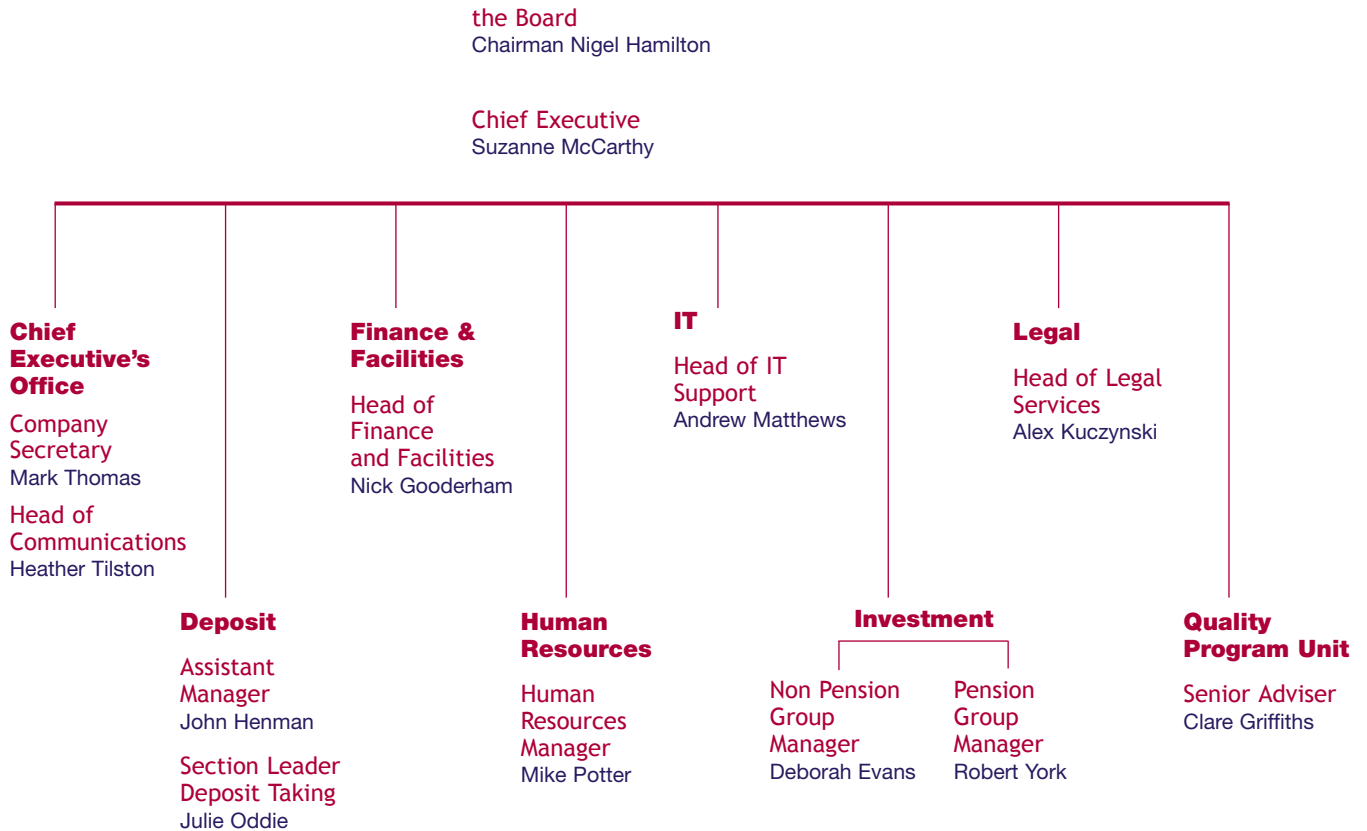 the Board
Chairman Nigel Hamilton
Chief Executive
Suzanne McCarthy
Chief
Executive’s
Office
Company
Secretary
Mark Thomas
Head of
Communications
Heather Tilston
Deposit
Assistant
Manager
John Henman
Section Leader
Deposit Taking
Julie Oddie
Finance &
Facilities
Head of
Finance
and Facilities
Nick Gooderham
Human
Resources
Human
Resources
Manager
Mike Potter
IT
Head of IT
Support
Andrew Matthews
Investment
Non Pension
Group
Manager
Deborah Evans
Pension
Group
Manager
Robert York
Legal
Head of Legal
Services
Alex Kuczynski
Quality
Program Unit
Senior Adviser
Clare Griffiths